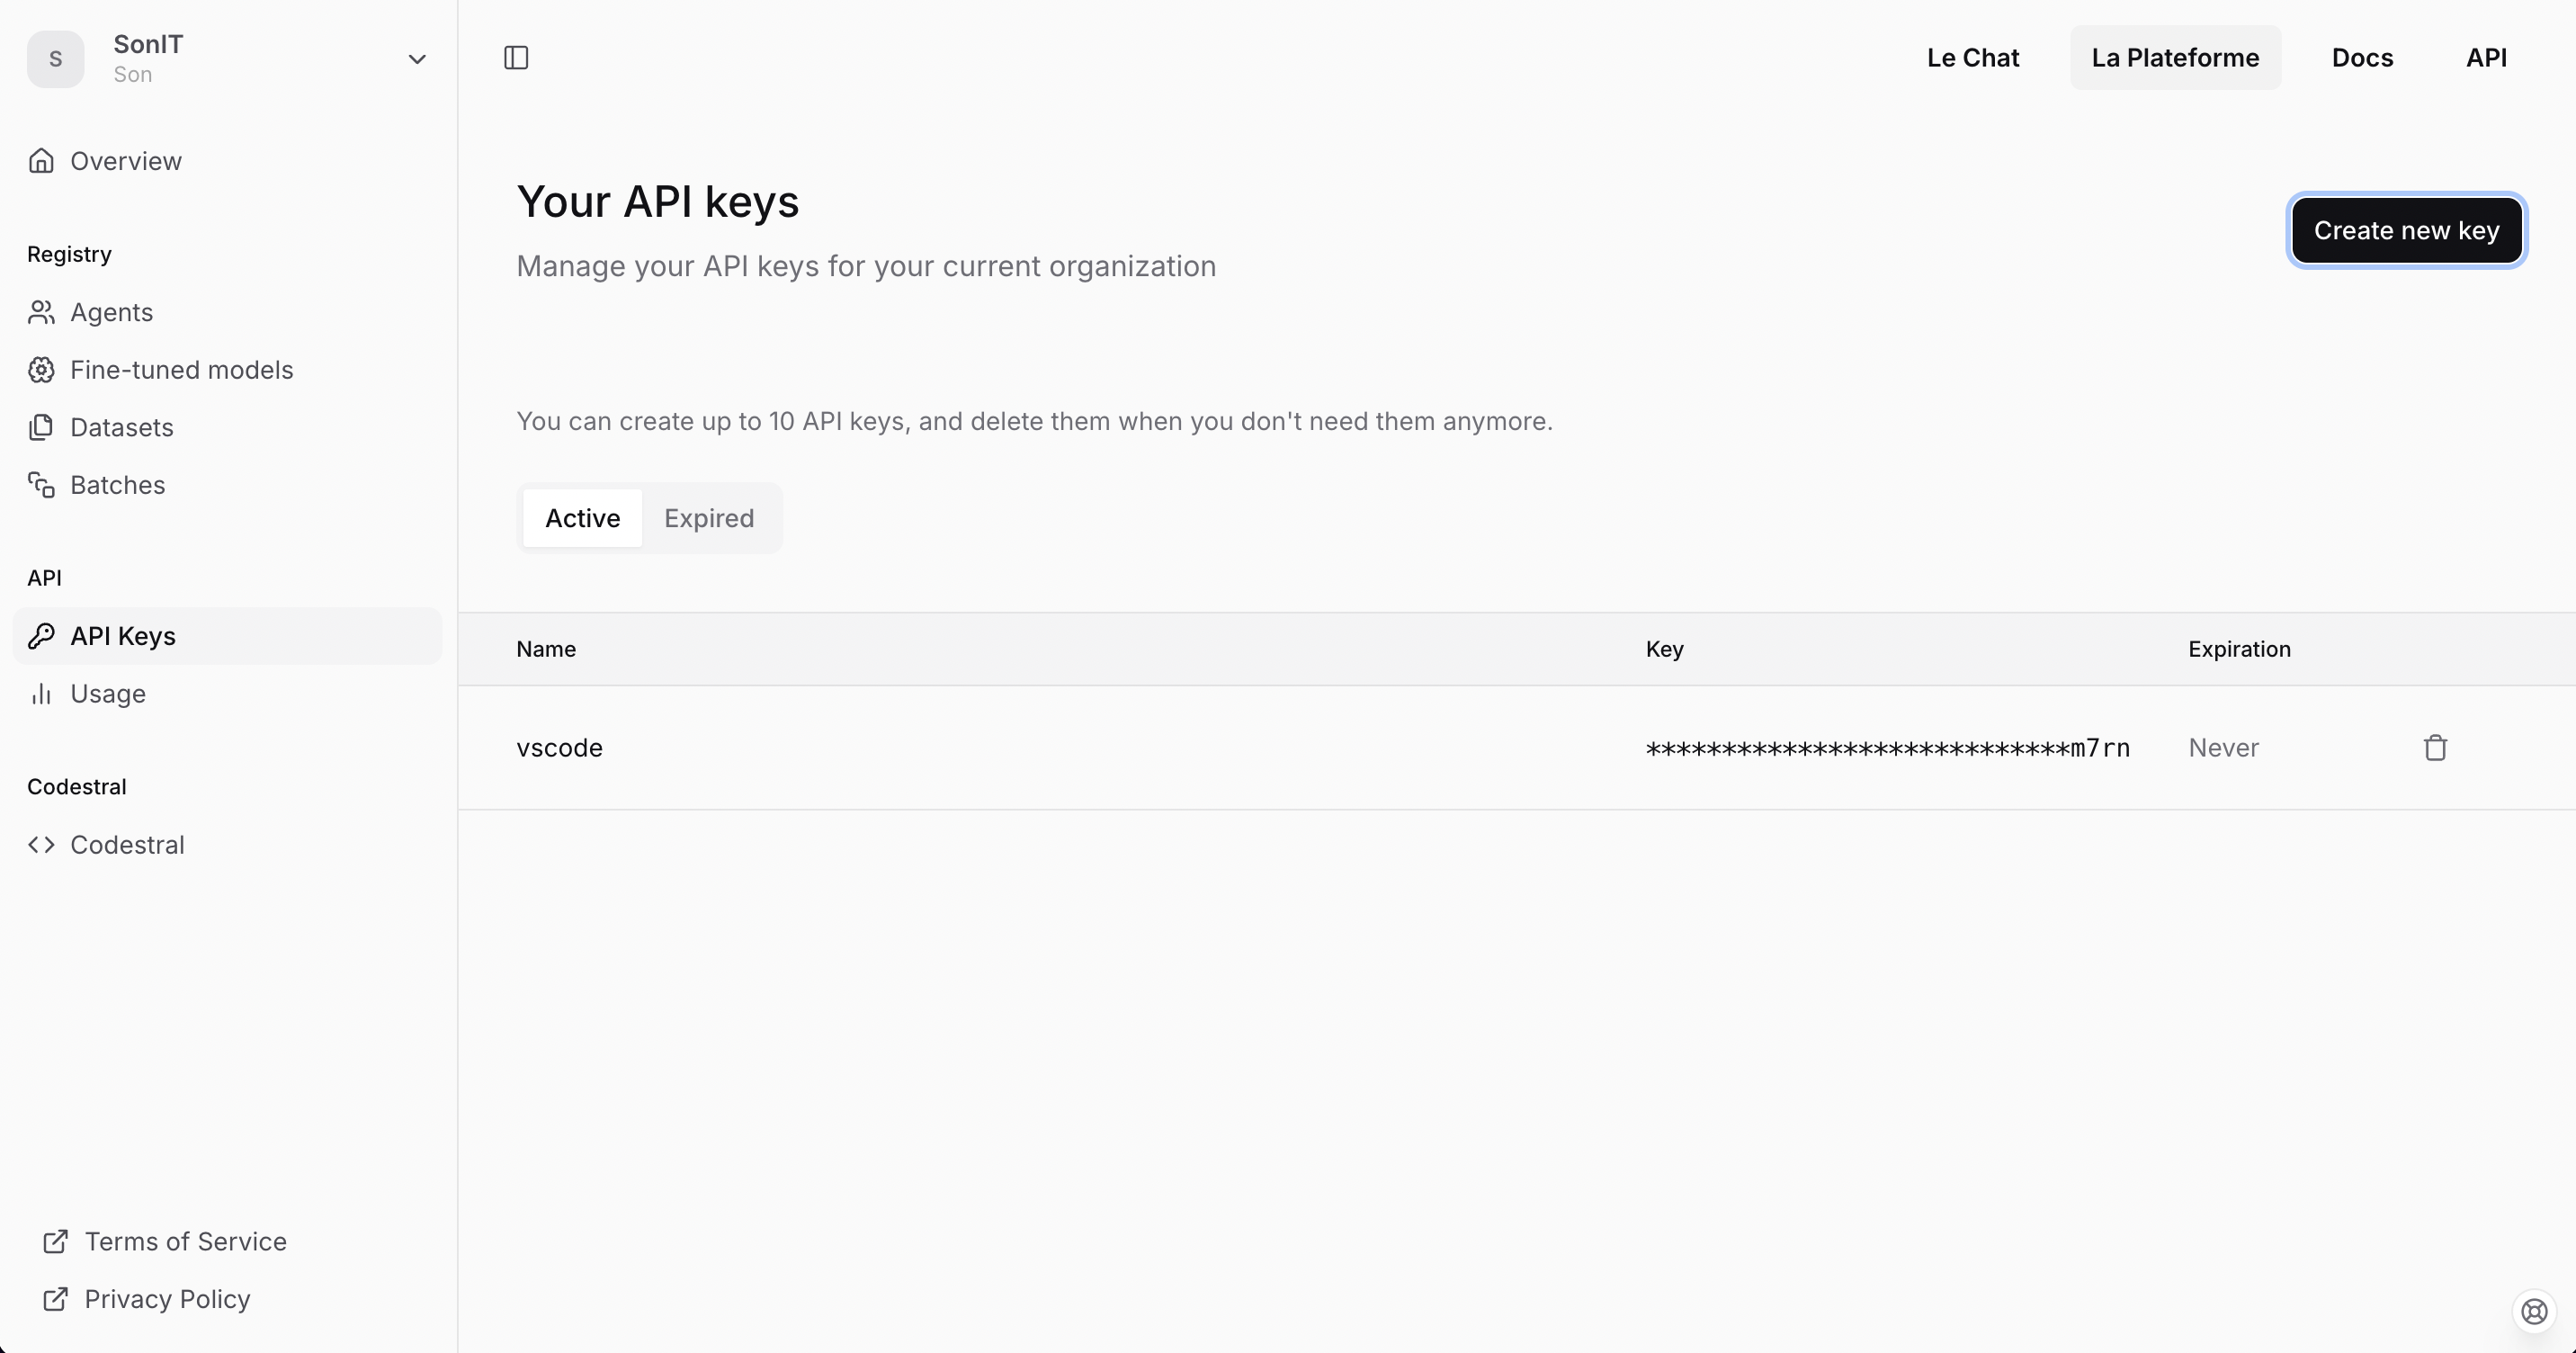 S
SonIT
Son
Overview
Registry
Agents
Fine-tuned models
Datasets
Batches
API
API Keys
Usage
Codestral
Codestral
Terms of Service
Privacy Policy
Le Chat
La Plateforme
Docs
API
Your API keys
Manage your API keys for your current organization
Create new key
You can create up to 10 API keys, and delete them when you don't need them anymore.
Active
Expired
Name
Key
Expiration
vscode
****************************m7rn
Never